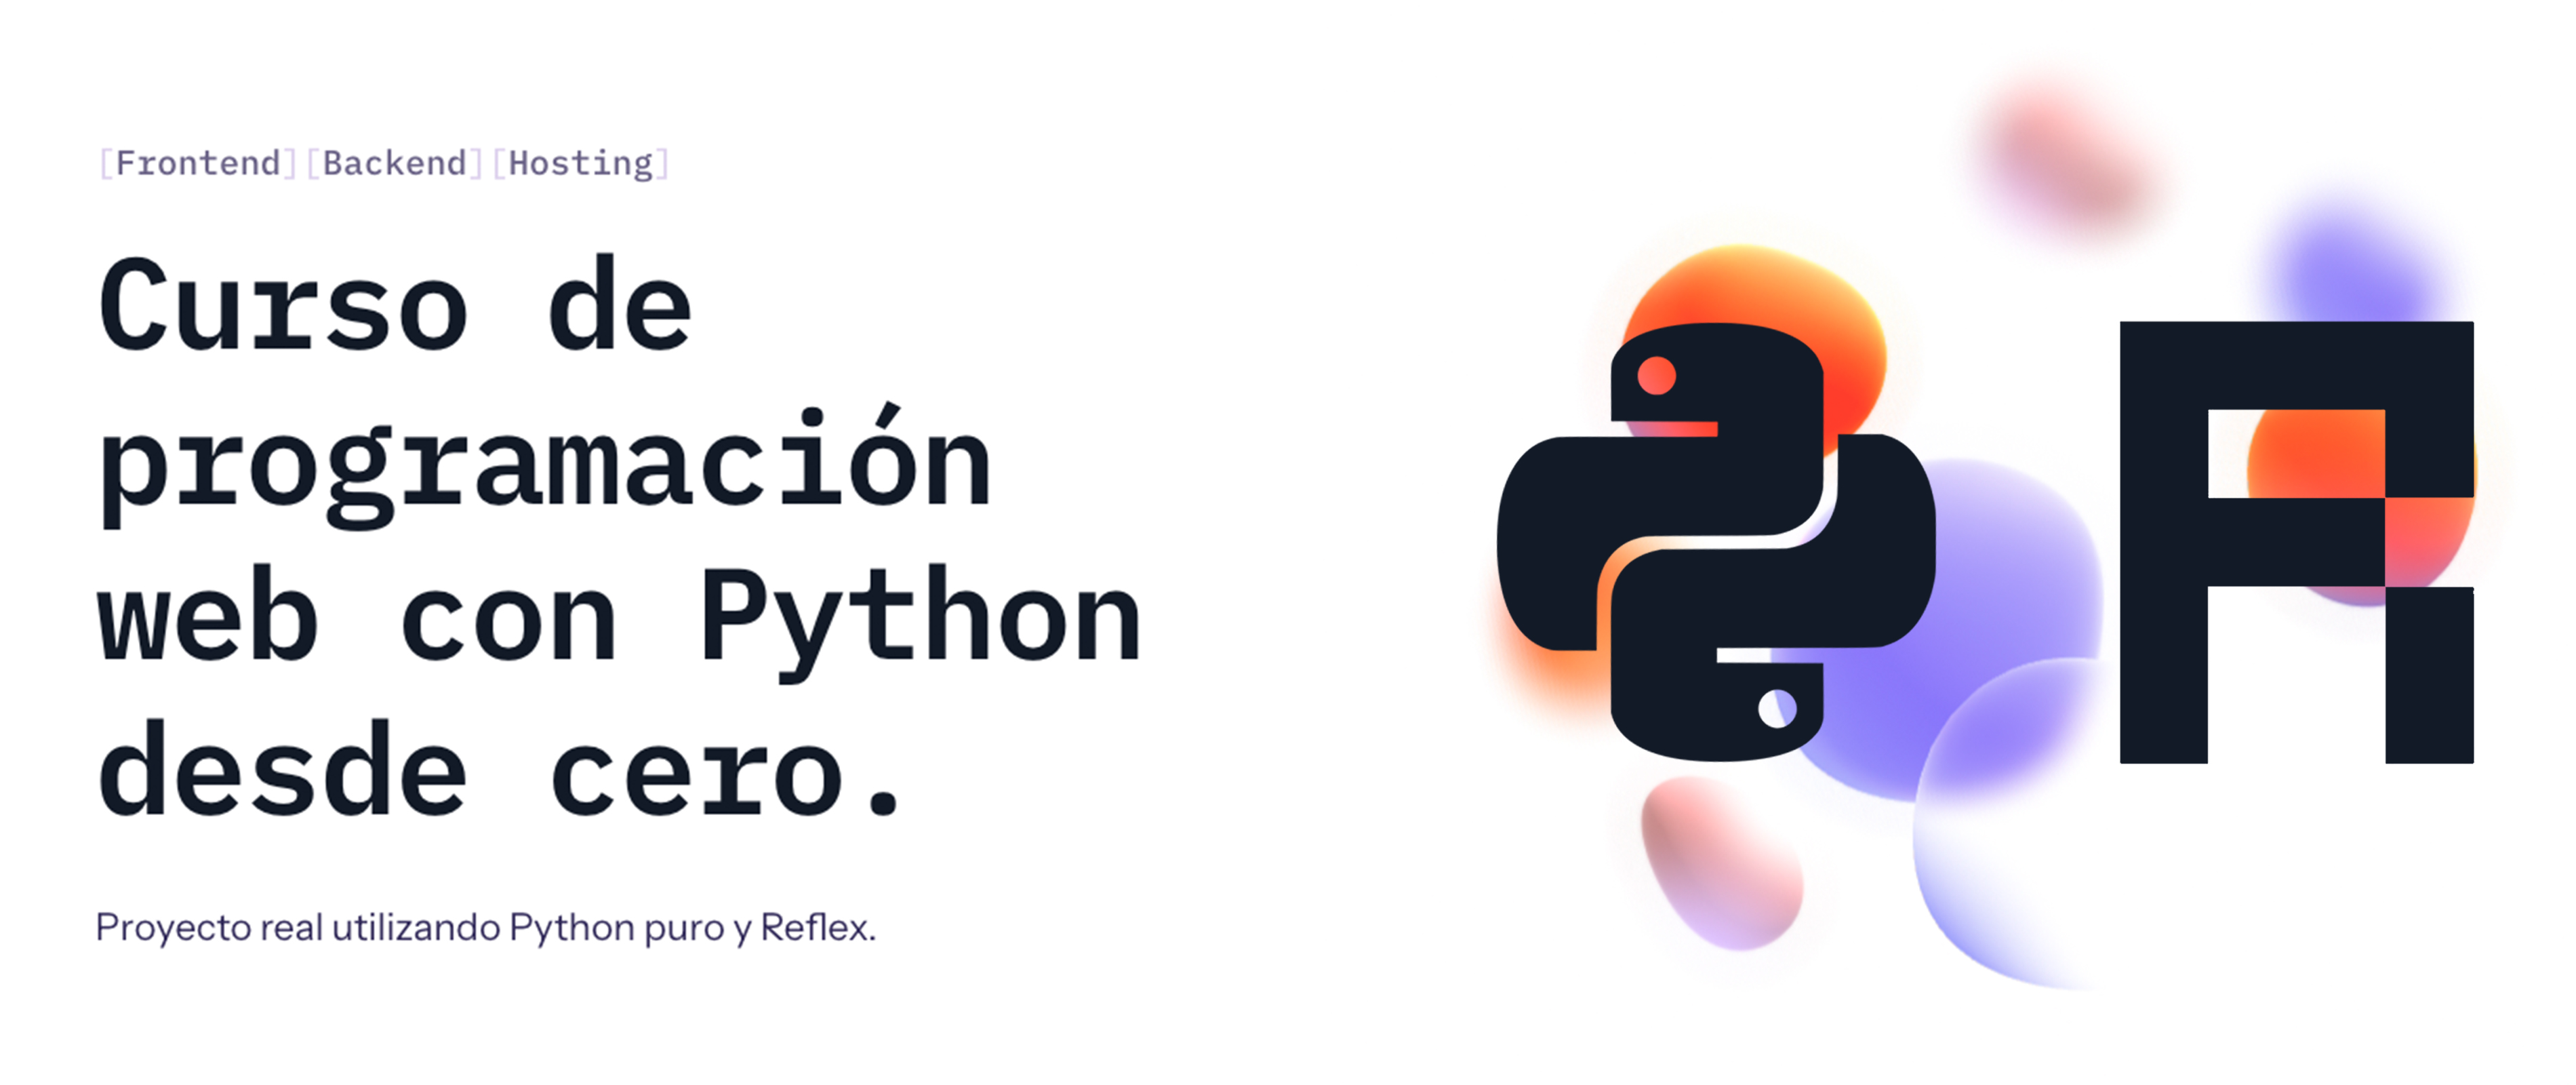 [Frontend][Backend][Hosting]
Curso de
programación
web con Python
desde cero.
Proyecto real utilizando Python puro y Reflex.